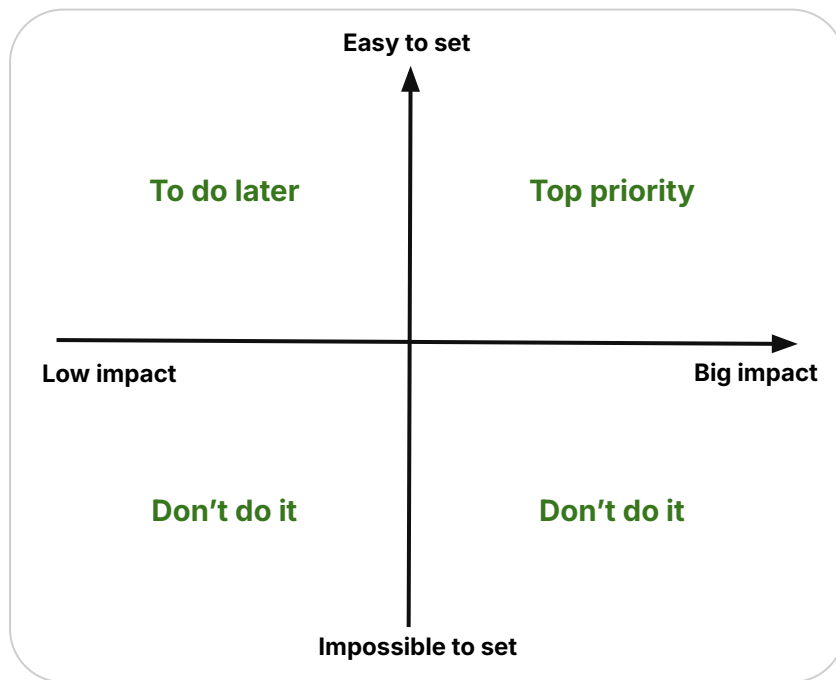 Easy to set
To do later
Top priority
Low impact
Big impact
Don’t do it
Don’t do it
Impossible to set